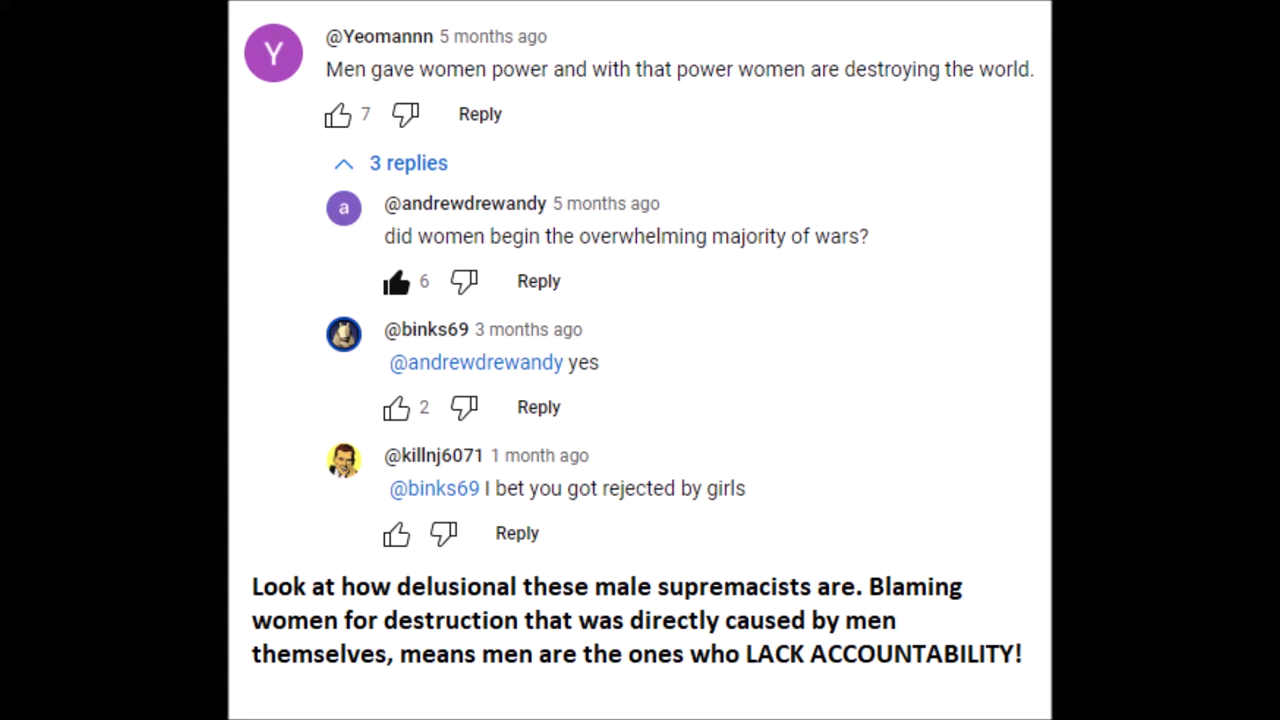 Y
@Yeomannn 5 months ago
Men gave women power and with that power women are destroying the world.
7 Reply
3 replies
a
@andrewdrewandy 5 months ago
did women begin the overwhelming majority of wars?
6 Reply
@binks69 3 months ago
@andrewdrewandy yes
2 Reply
@killnj6071 1 month ago
@binks69 I bet you got rejected by girls
Reply
Look at how delusional these male supremacists are. Blaming
women for destruction that was directly caused by men
themselves, means men are the ones who LACK ACCOUNTABILITY!